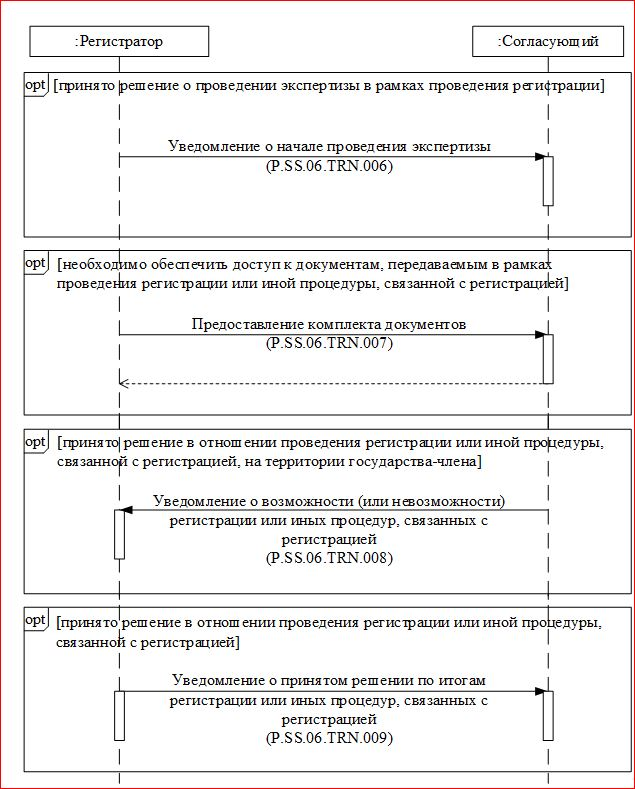 :Регистратор
:Согласующий
opt
[принято решение о проведении экспертизы в рамках проведения регистрации]
Уведомление о начале проведения экспертизы
(P.SS.06.TRN.006)
opt
[необходимо обеспечить доступ к документам, передаваемым в рамках
проведения регистрации или иной процедуры, связанной с регистрацией]
Предоставление комплекта документов
(P.SS.06.TRN.007)
opt
[принято решение в отношении проведения регистрации или иной процедуры,
связанной с регистрацией, на территории государства-члена]
Уведомление о возможности (или невозможности)
регистрации или иных процедур, связанных с
регистрацией
(P.SS.06.TRN.008)
opt
[принято решение в отношении проведения регистрации или иной процедуры,
связанной с регистрацией]
Уведомление о принятом решении по итогам
регистрации или иных процедур, связанных с
регистрацией
(P.SS.06.TRN.009)